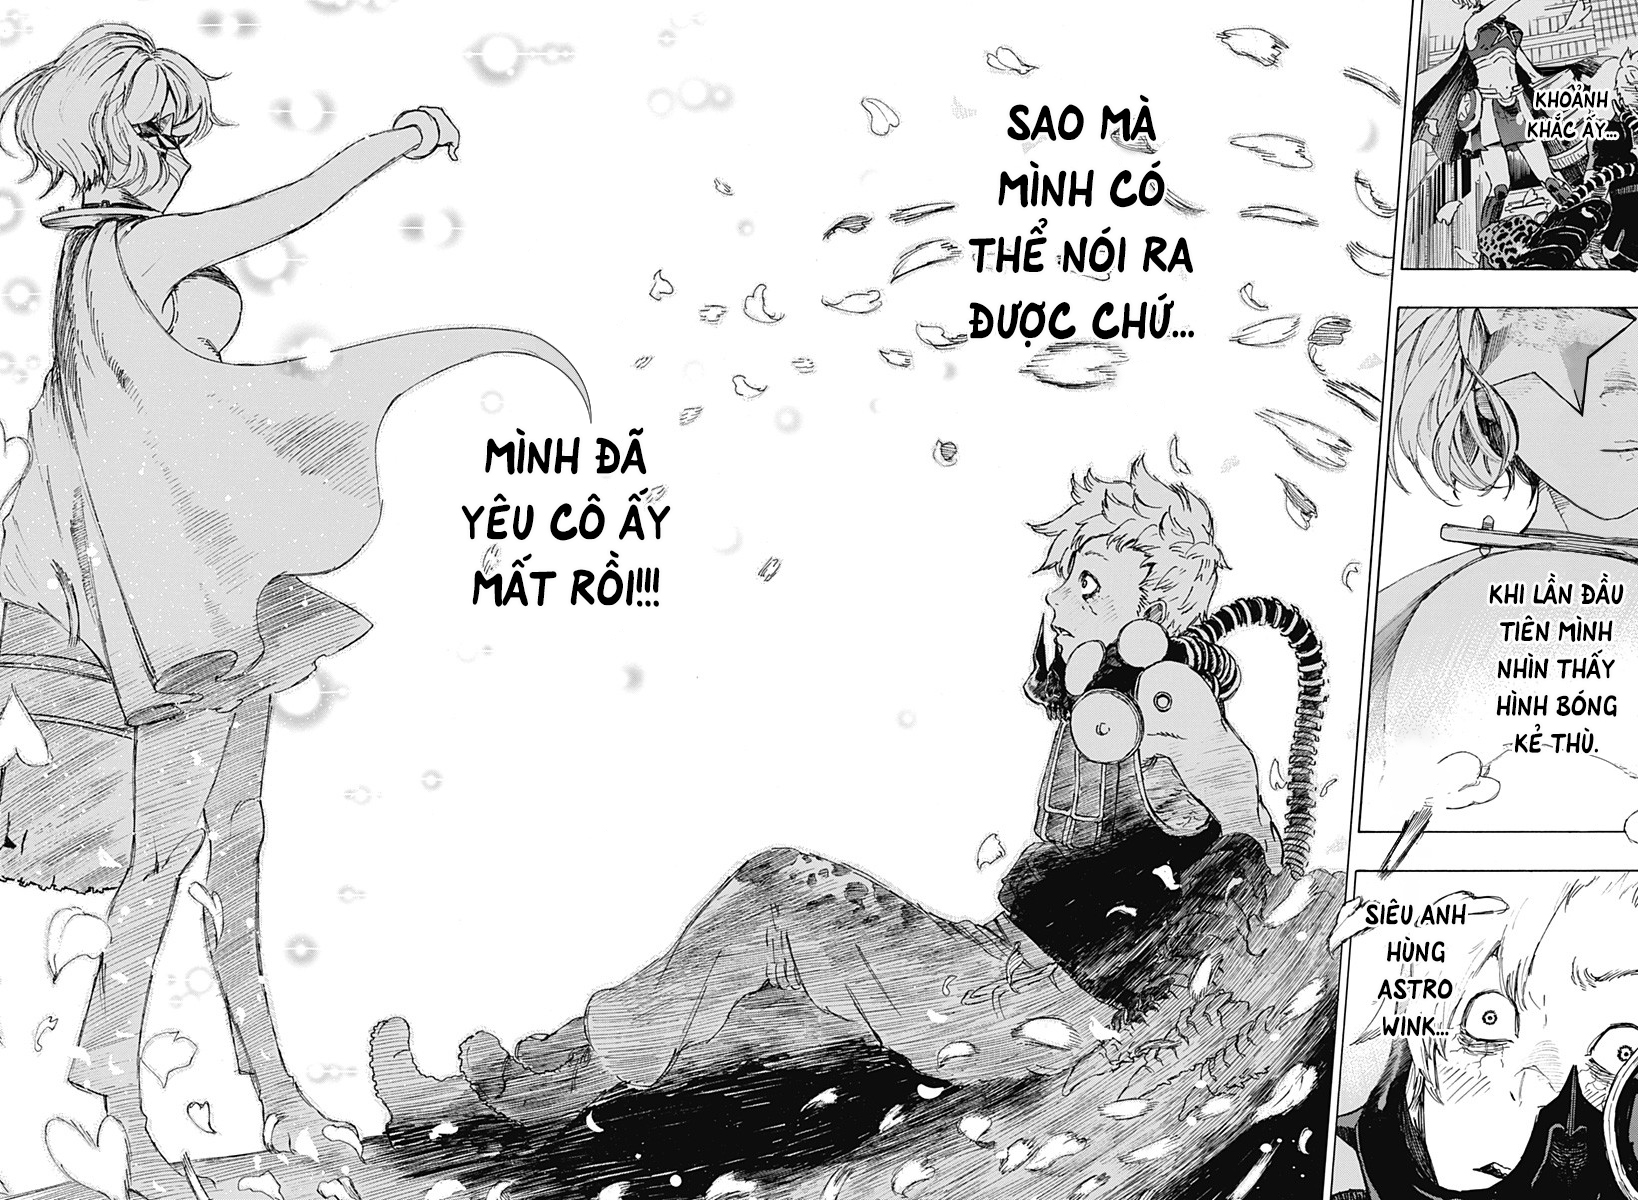 KHOẢNH
KHẮC ẤY...
KHI LẦN ĐẦU
TIÊN MÌNH
NHÌN THẤY
HÌNH BÓNG
KẺ THÙ.
SIÊU ANH
HÙNG
ASTRO
WINK...
SAO MÀ
MÌNH CÓ
THỂ NÓI RA
ĐƯỢC CHỨ...
MÌNH ĐÃ
YÊU CÔ ẤY
MẤT RỒI!!!